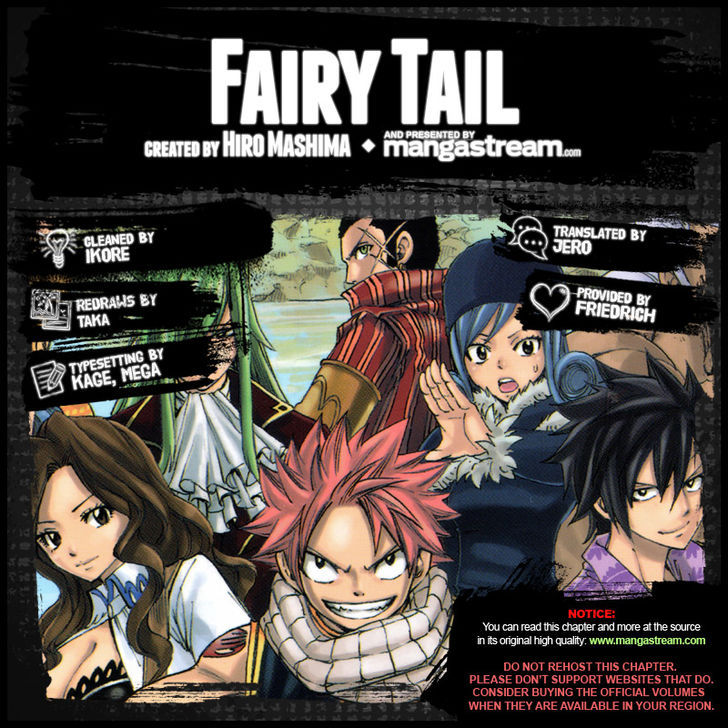 FAIRY TAIL
CREATED BY HIRO MASHIMA ◆ AND PRESENTED BY mangastream.com
CLEANED BY
IKORE
REDRAWS BY
TAKA
TYPESETTING BY
KAGE, MEGA
TRANSLATED BY
JERO
PROVIDED BY
FRIEDRICH
NOTICE:
You can read this chapter and more at the source
in its original high quality: www.mangastream.com
DO NOT REHOST THIS CHAPTER.
PLEASE DON'T SUPPORT WEBSITES THAT DO.
CONSIDER BUYING THE OFFICIAL VOLUMES
WHEN THEY ARE AVAILABLE IN YOUR REGION.